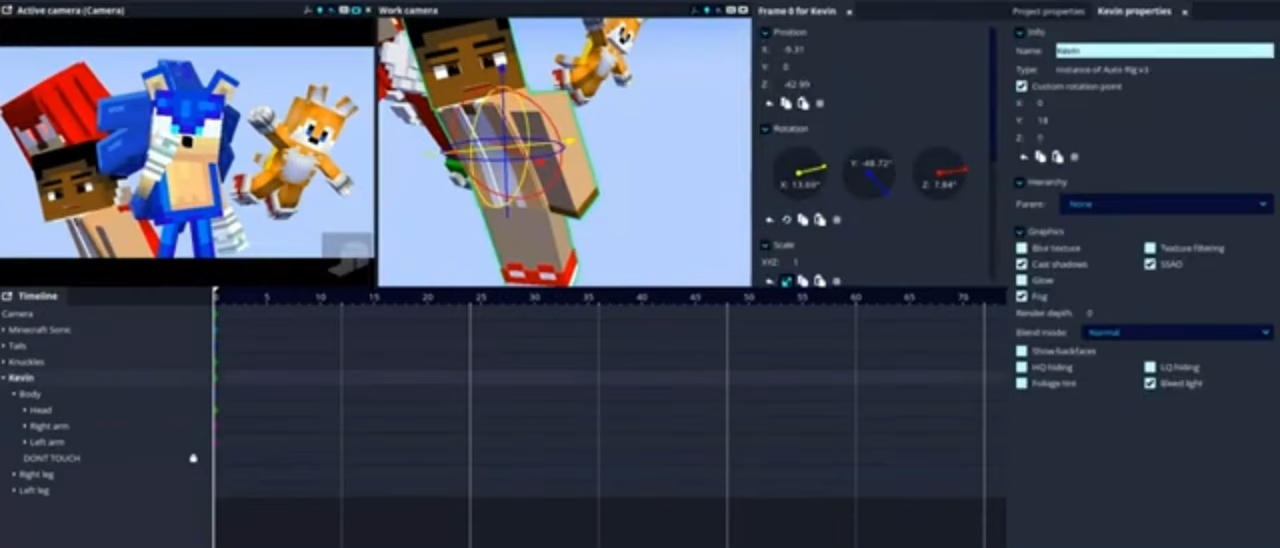 Active camera (Camera)
Work camera
Frame 0 for Kevin
Position
X: -9.31
Y: 0
Z: -42.99
Rotation
X: 13.69°
Y: -48.72°
Z: 7.84°
Scale
XYZ: 1
Project properties
Kevin properties
Info
Name: Kevin
Type: Instance of Auto Rig v3
Custom rotation point
X: 0
Y: 18
Z: 0
Hierarchy
Parent: None
Graphics
Blur texture
Texture filtering
Cast shadows
SSAO
Glow
Fog
Render depth: 0
Blend mode: Normal
Show backfaces
HQ hiding
LQ hiding
Foliage tint
Bleed light
Timeline
0 5 10 15 20 25 30 35 40 45 50 55 60 65 70
Camera
Minecraft Sonic
Tails
Knuckles
Kevin
Body
Head
Right arm
Left arm
DONT TOUCH
Right leg
Left leg